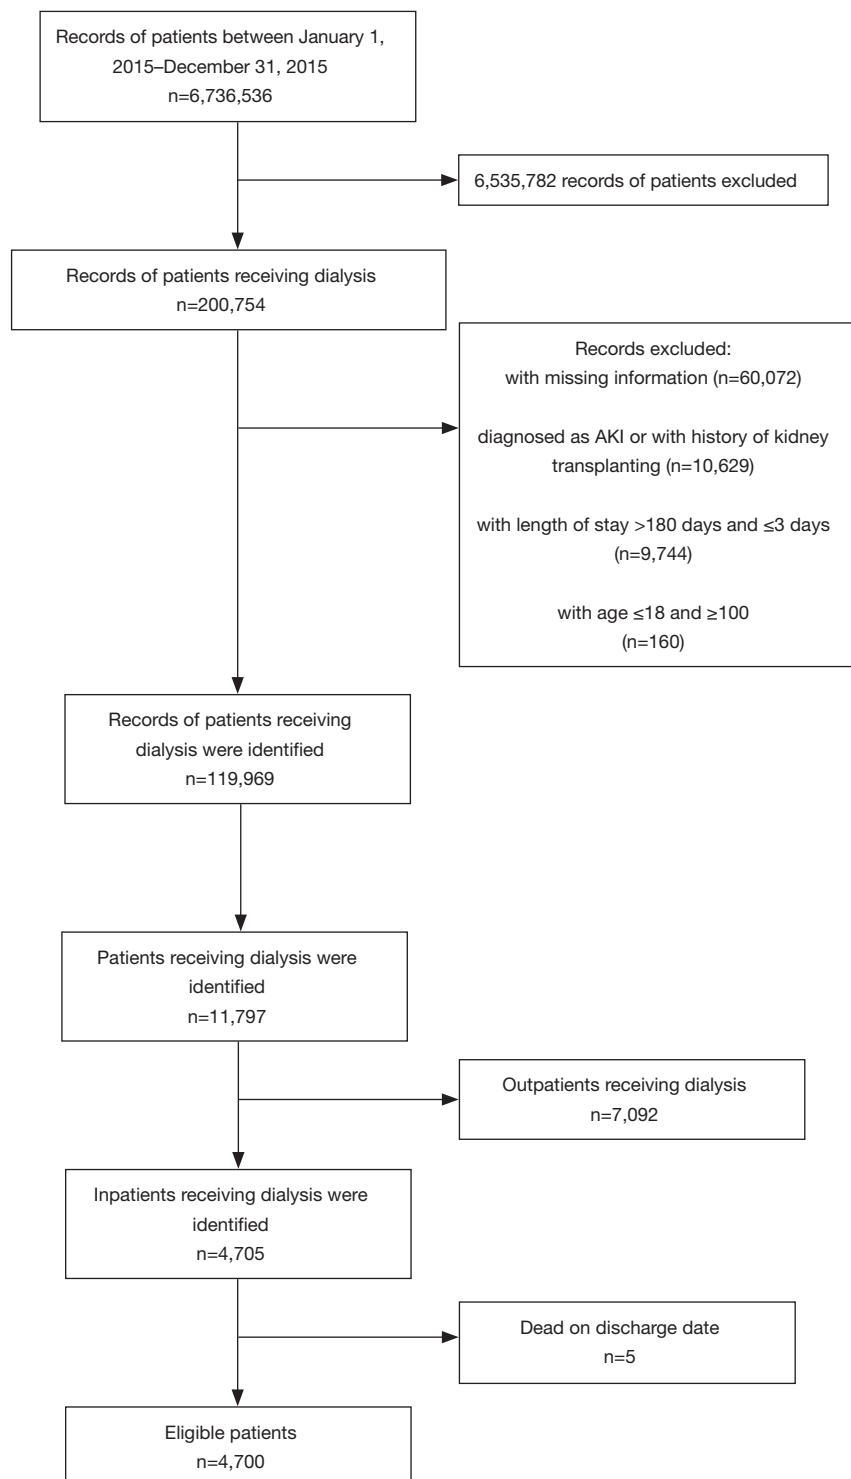 Records of patients between January 1,
2015–December 31, 2015
n=6,736,536
6,535,782 records of patients excluded
Records of patients receiving dialysis
n=200,754
Records excluded:
with missing information (n=60,072)
diagnosed as AKI or with history of kidney
transplanting (n=10,629)
with length of stay >180 days and ≤3 days
(n=9,744)
with age ≤18 and ≥100
(n=160)
Records of patients receiving
dialysis were identified
n=119,969
Patients receiving dialysis were
identified
n=11,797
Outpatients receiving dialysis
n=7,092
Inpatients receiving dialysis were
identified
n=4,705
Dead on discharge date
n=5
Eligible patients
n=4,700